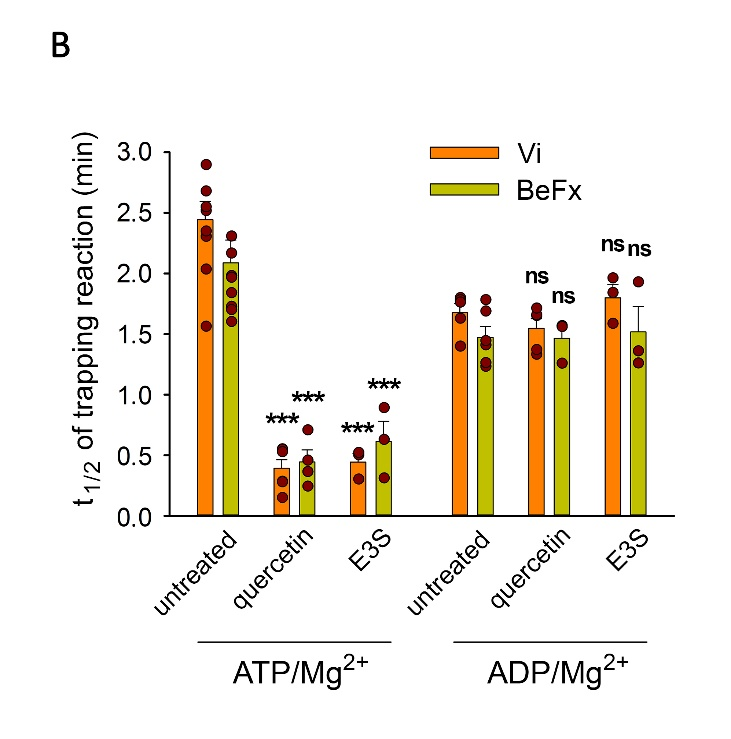 B
t1/2 of trapping reaction (min)
3.0
2.5
2.0
1.5
1.0
0.5
0.0
Vi
BeFx
***
***
***
***
ns
ns
ns
ns
untreated
quercetin
E3S
untreated
quercetin
E3S
ATP/Mg2+
ADP/Mg2+